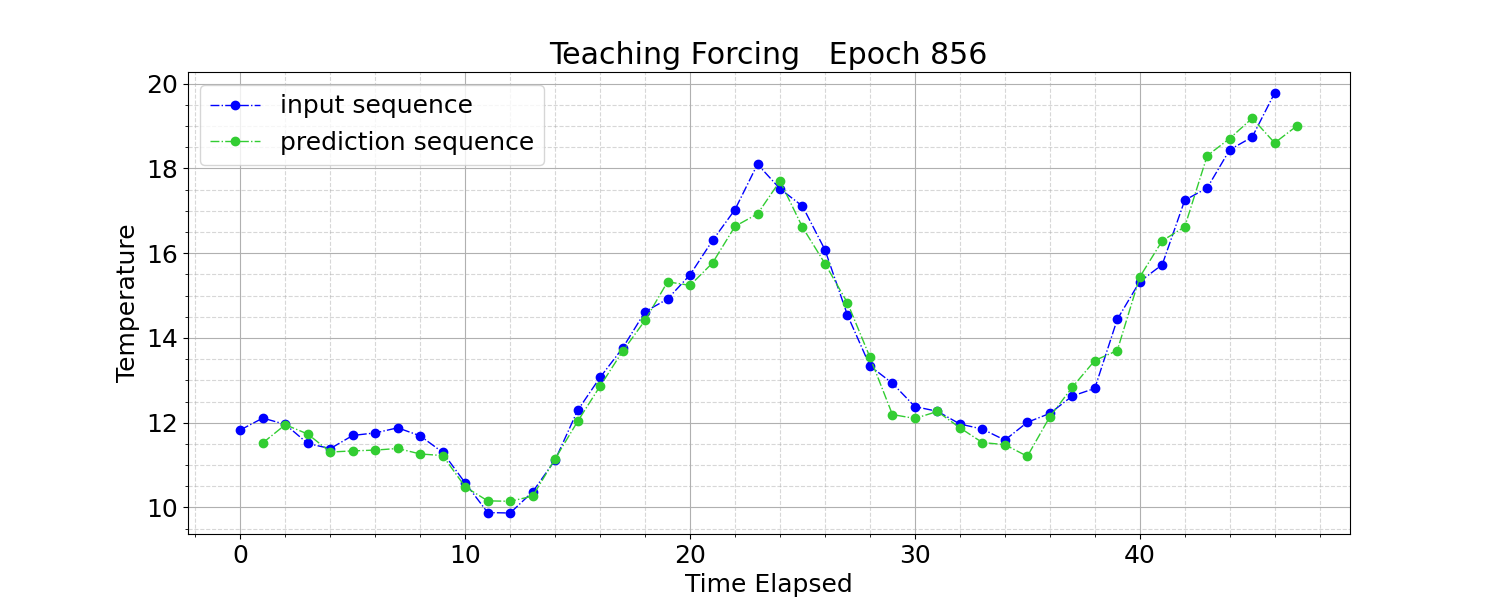 Teaching Forcing   Epoch 856
input sequence
prediction sequence
Temperature
20
18
16
14
12
10
0 10 20 30 40
Time Elapsed